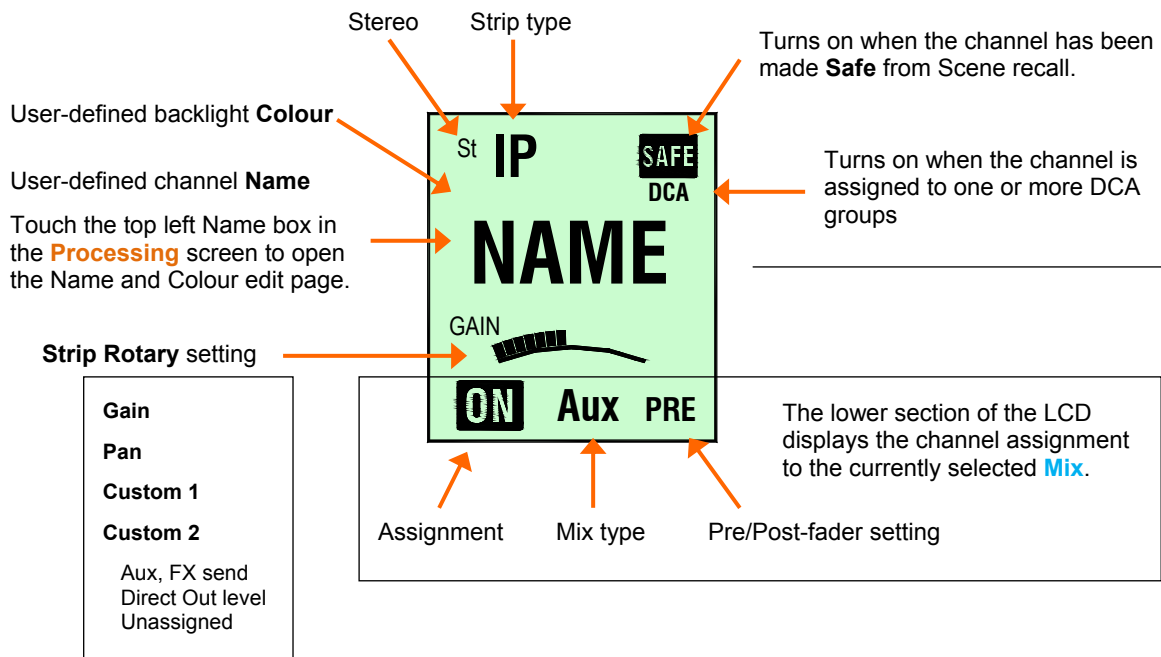 Stereo
Strip type
Turns on when the channel has been
made Safe from Scene recall.
User-defined backlight Colour
St IP
SAFE
DCA
Turns on when the channel is
assigned to one or more DCA
groups
User-defined channel Name
Touch the top left Name box in
the Processing screen to open
the Name and Colour edit page.
NAME
GAIN
Strip Rotary setting
ON Aux PRE
Gain
Pan
Custom 1
Custom 2
Aux, FX send
Direct Out level
Unassigned
The lower section of the LCD
displays the channel assignment
to the currently selected Mix.
Assignment
Mix type
Pre/Post-fader setting